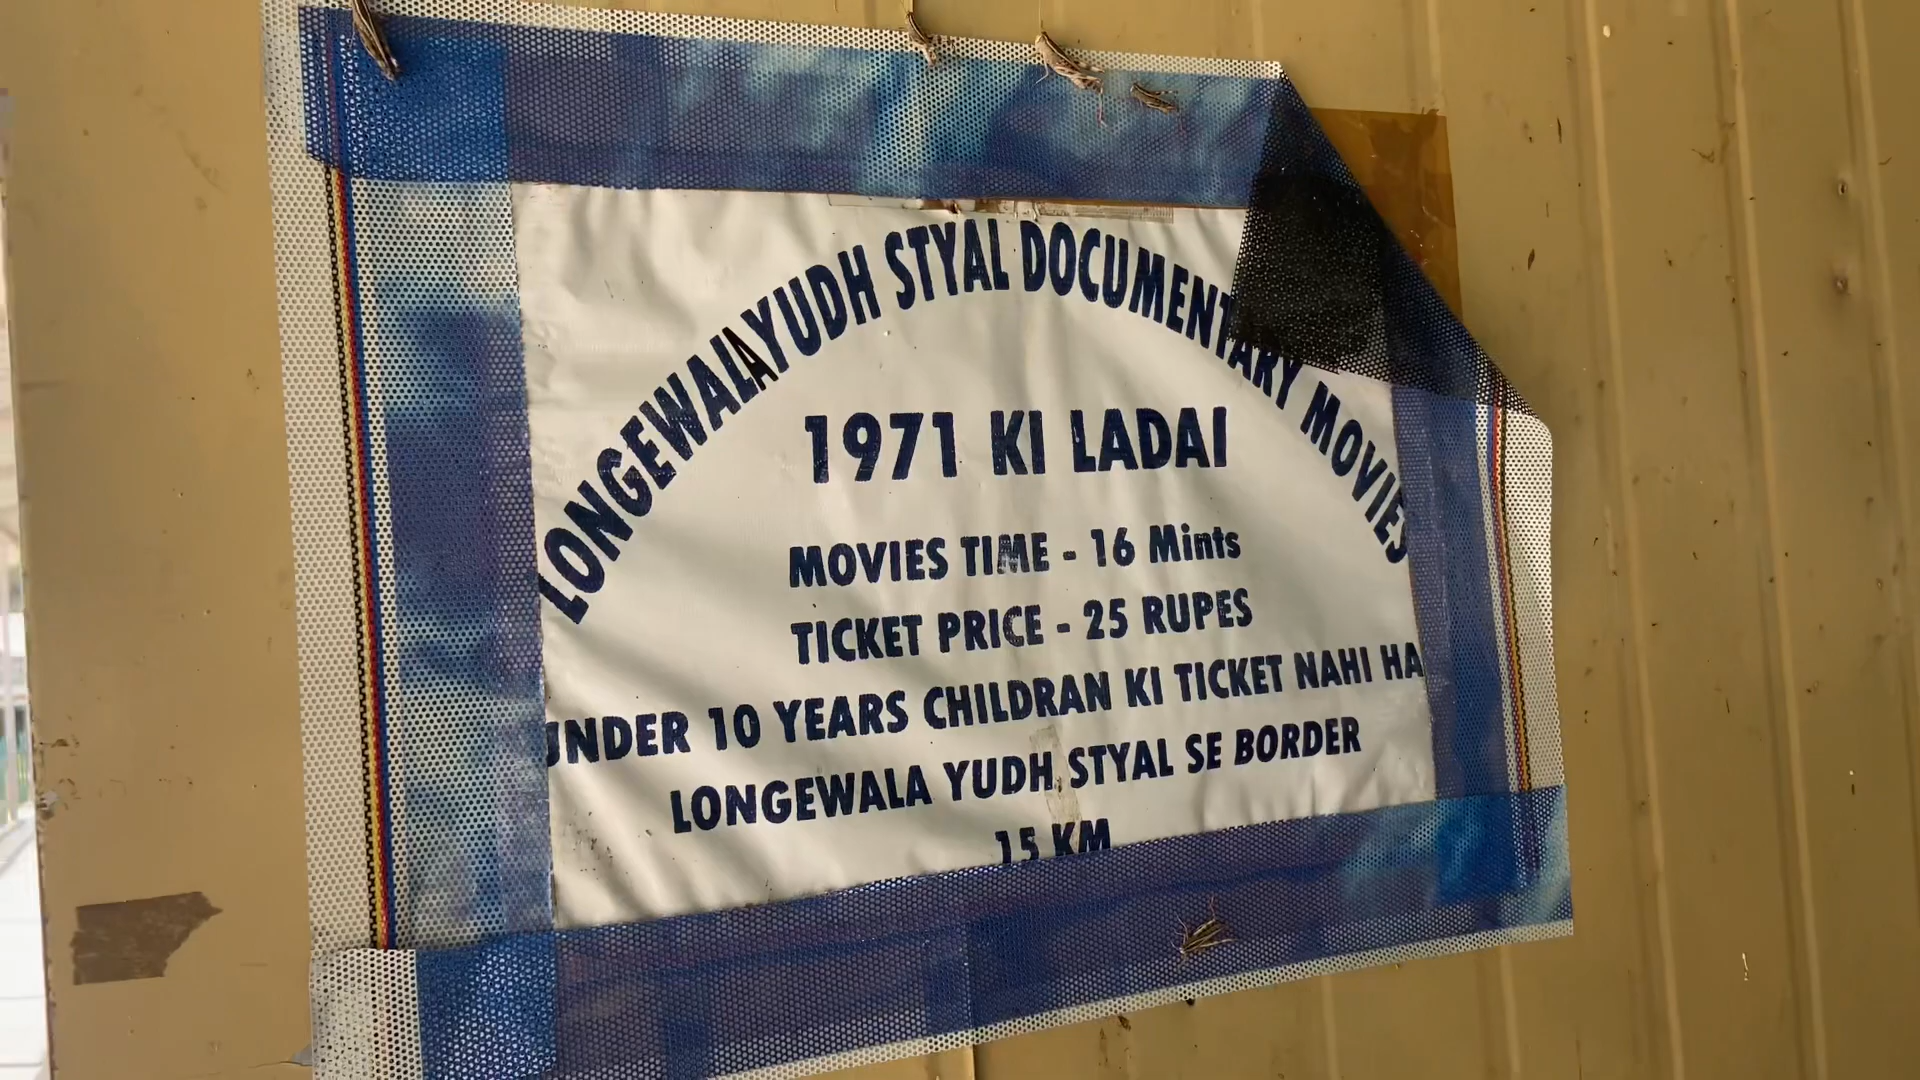 LONGEWALA YUDH STYAL DOCUMENTARY MOVIES
1971 KI LADAI
MOVIES TIME - 16 Mints
TICKET PRICE - 25 RUPES
UNDER 10 YEARS CHILDRAN KI TICKET NAHI HA
LONGEWALA YUDH STYAL SE BORDER
15 KM